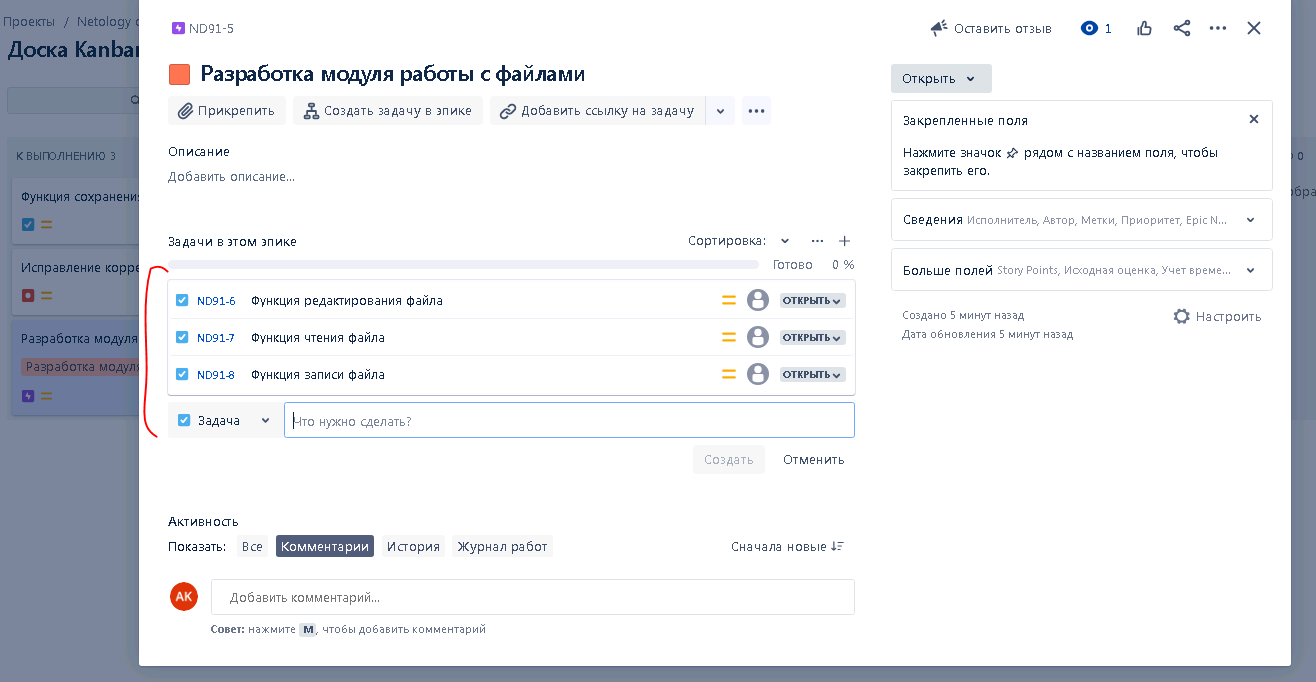 Проекты / Netology
Доска Kanban
К ВЫПОЛНЕНИЮ 3
Функция сохранени
Исправление корре
Разработка модуля
Разработка модуля
ND91-5
Оставить отзыв
1
Разработка модуля работы с файлами
Прикрепить
Создать задачу в эпике
Добавить ссылку на задачу
Описание
Добавить описание...
Задачи в этом эпике
Сортировка:
Готово 0 %
ND91-6 Функция редактирования файла ОТКРЫТЬ
ND91-7 Функция чтения файла ОТКРЫТЬ
ND91-8 Функция записи файла ОТКРЫТЬ
Задача
Что нужно сделать?
Создать Отменить
Активность
Показать: Все Комментарии История Журнал работ Сначала новые
АК
Добавить комментарий...
Совет: нажмите M, чтобы добавить комментарий
Открыть
Закрепленные поля
Нажмите значок рядом с названием поля, чтобы
закрепить его.
Сведения Исполнитель, Автор, Метки, Приоритет, Epic N...
Больше полей Story Points, Исходная оценка, Учет време...
Создано 5 минут назад
Настроить
Дата обновления 5 минут назад
0